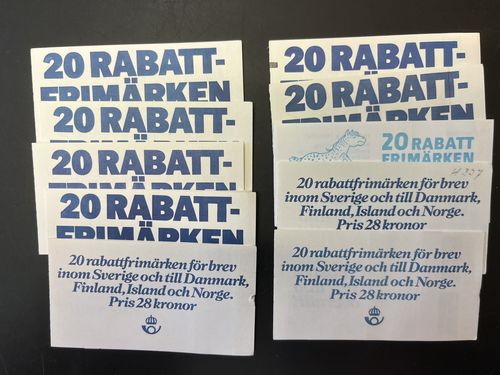 20 RABATT-
FRIMÄRKEN
20 RABATT-
FRIMÄRKEN
20 RABATT-
FRIMÄRKEN
20 RABATT-
FRIMÄRKEN
20 rabattfrimärken för brev
inom Sverige och till Danmark,
Finland, Island och Norge.
Pris 28 kronor
20 RABATT-
FRIMÄRKEN
20 RABATT-
FRIMÄRKEN
20 RABATT
FRIMÄRKEN
20 rabattfrimärken för brev
inom Sverige och till Danmark,
Finland, Island och Norge.
Pris 28 kronor
20 rabattfrimärken för brev
inom Sverige och till Danmark,
Finland, Island och Norge.
Pris 28 kronor